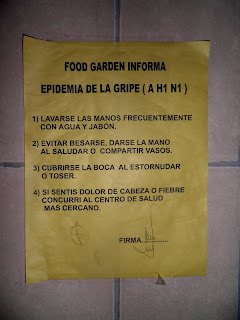 FOOD GARDEN INFORMA
EPIDEMIA DE LA GRIPE ( A H1 N1 )
1) LAVARSE LAS MANOS FRECUENTEMENTE
CON AGUA Y JABÓN.
2) EVITAR BESARSE, DARSE LA MANO
AL SALUDAR O COMPARTIR VASOS.
3) CUBRIRSE LA BOCA AL ESTORNUDAR
O TOSER.
4) SI SENTIS DOLOR DE CABEZA O FIEBRE
CONCURRI AL CENTRO DE SALUD
MAS CERCANO.
FIRMA